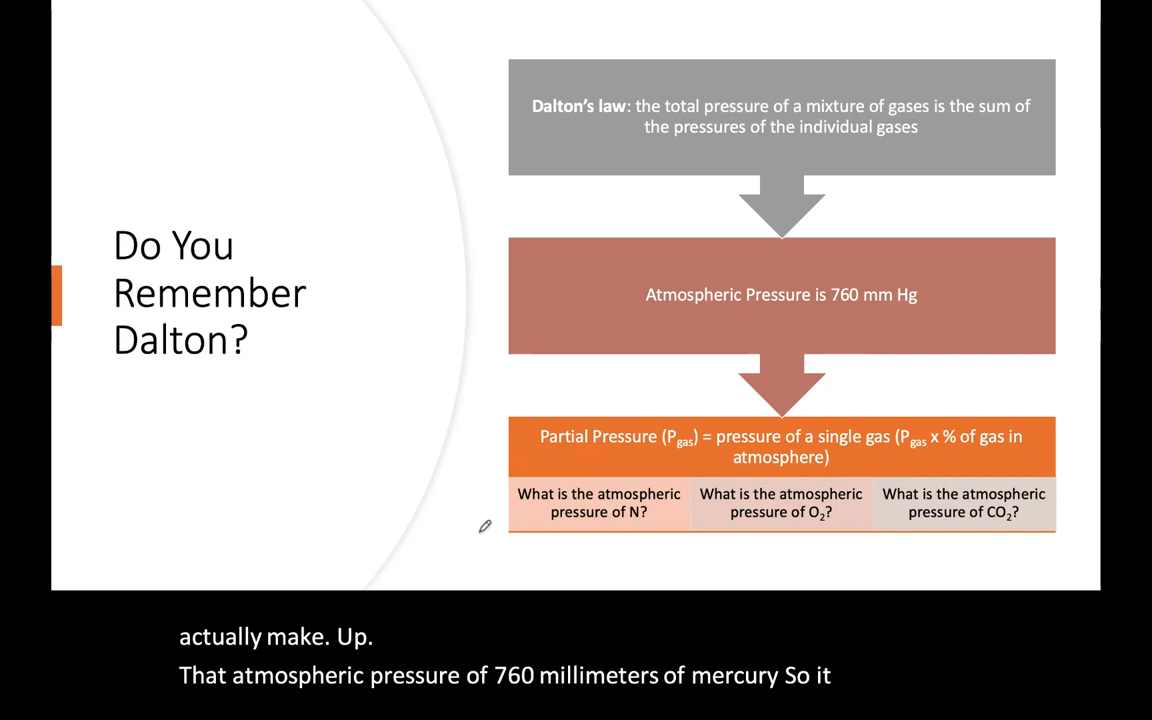 Do You
Remember
Dalton?
Dalton's law: the total pressure of a mixture of gases is the sum of
the pressures of the individual gases
Atmospheric Pressure is 760 mm Hg
Partial Pressure (Pgas) = pressure of a single gas (Pgas x % of gas in
atmosphere)
What is the atmospheric
pressure of N?
What is the atmospheric
pressure of O₂?
What is the atmospheric
pressure of CO₂?
actually make. Up.
That atmospheric pressure of 760 millimeters of mercury So it